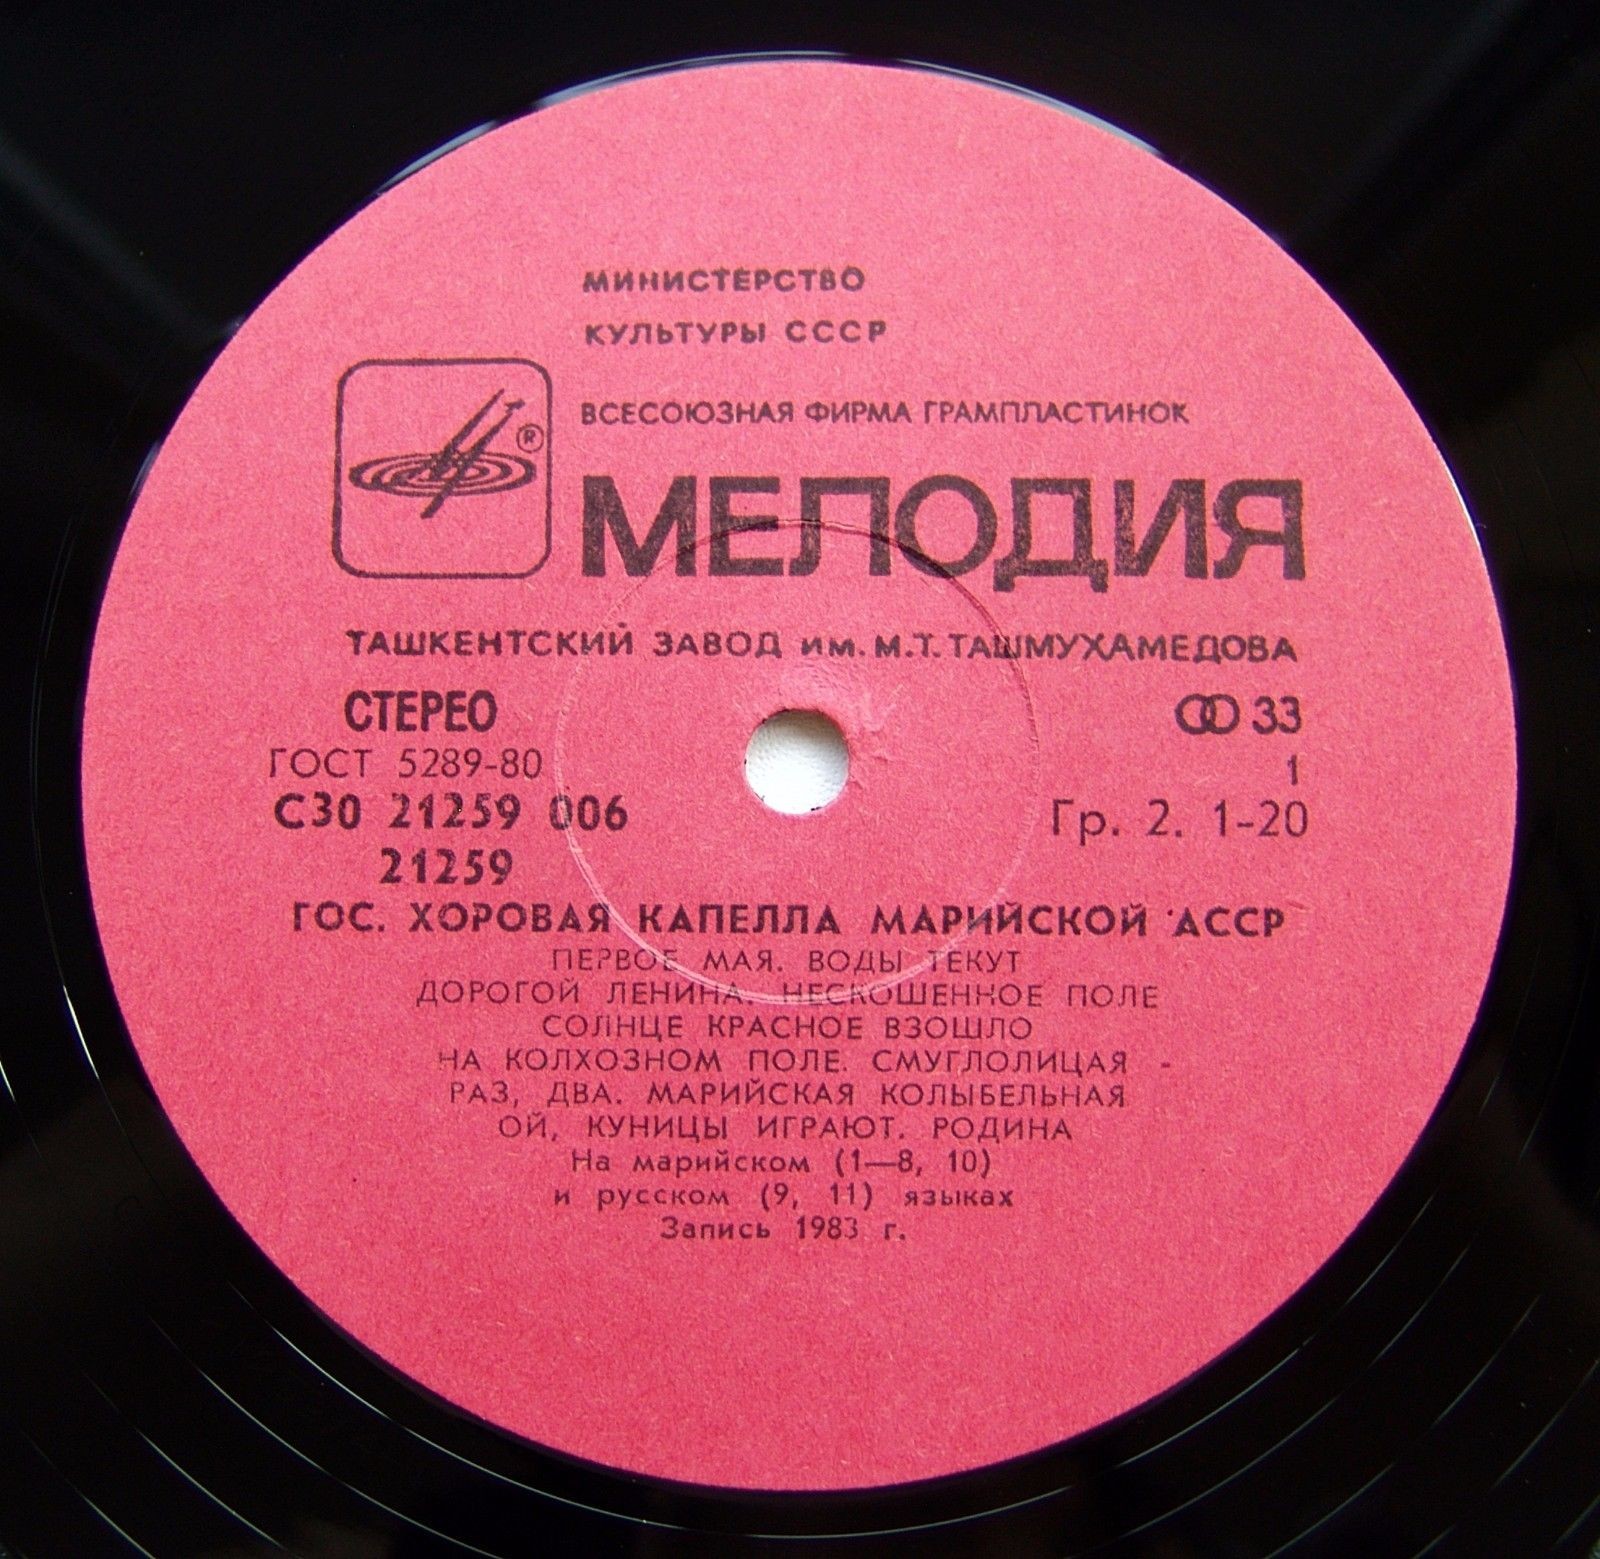 МИНИСТЕРСТВО
КУЛЬТУРЫ СССР
ВСЕСОЮЗНАЯ ФИРМА ГРАМПЛАСТИНОК
®
МЕЛОДИЯ
ТАШКЕНТСКИЙ ЗАВОД им. М.Т. ТАШМУХАМЕДОВА
СТЕРЕО
33
ГОСТ 5289-80
1
С30 21259 006
Гр. 2. 1-20
21259
ГОС. ХОРОВАЯ КАПЕЛЛА МАРИЙСКОЙ АССР
ПЕРВОЕ МАЯ. ВОДЫ ТЕКУТ
ДОРОГОЙ ЛЕНИНА. НЕСКОШЕННОЕ ПОЛЕ
СОЛНЦЕ КРАСНОЕ ВЗОШЛО
НА КОЛХОЗНОМ ПОЛЕ. СМУГЛОЛИЦАЯ -
РАЗ, ДВА. МАРИЙСКАЯ КОЛЫБЕЛЬНАЯ
ОЙ, КУНИЦЫ ИГРАЮТ. РОДИНА
На марийском (1—8, 10)
и русском (9, 11) языках
Запись 1983 г.